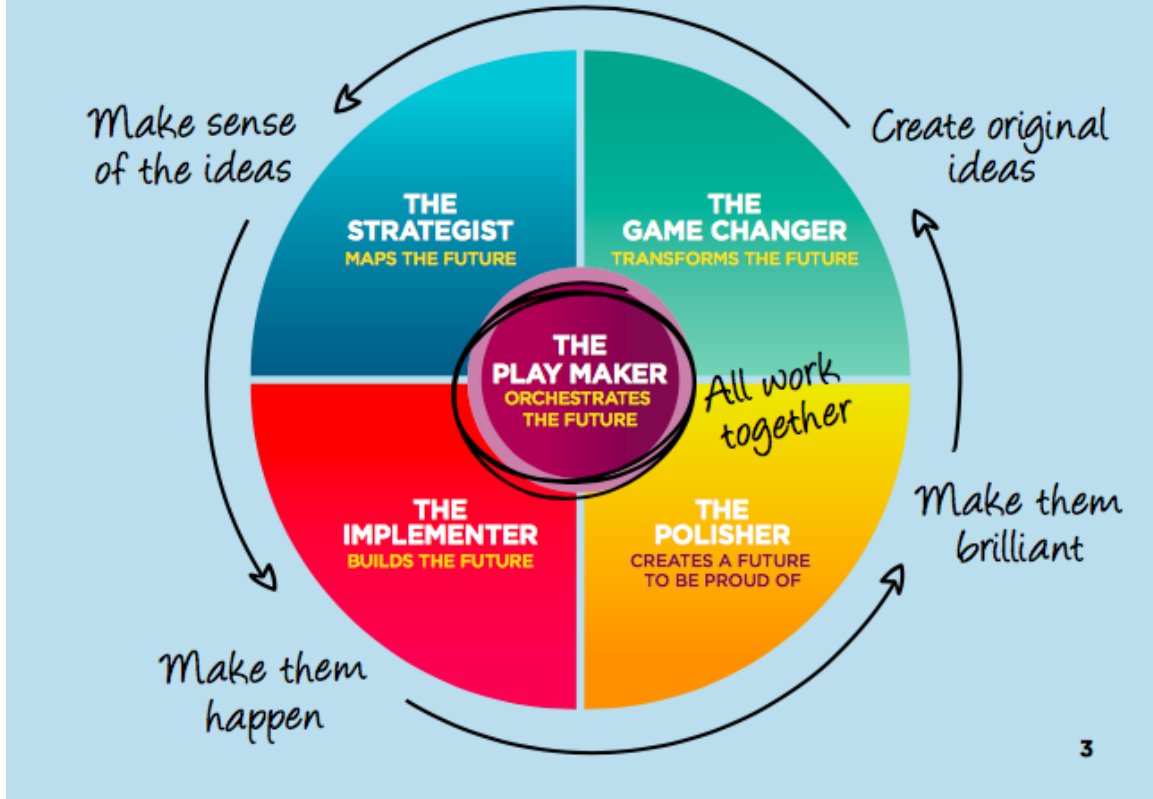 Make sense
of the ideas
Create original
ideas
THE
STRATEGIST
MAPS THE FUTURE
THE
GAME CHANGER
TRANSFORMS THE FUTURE
THE
PLAY MAKER
ORCHESTRATES
THE FUTURE
All work
together
THE
IMPLEMENTER
BUILDS THE FUTURE
THE
POLISHER
CREATES A FUTURE
TO BE PROUD OF
Make them
brilliant
Make them
happen
3